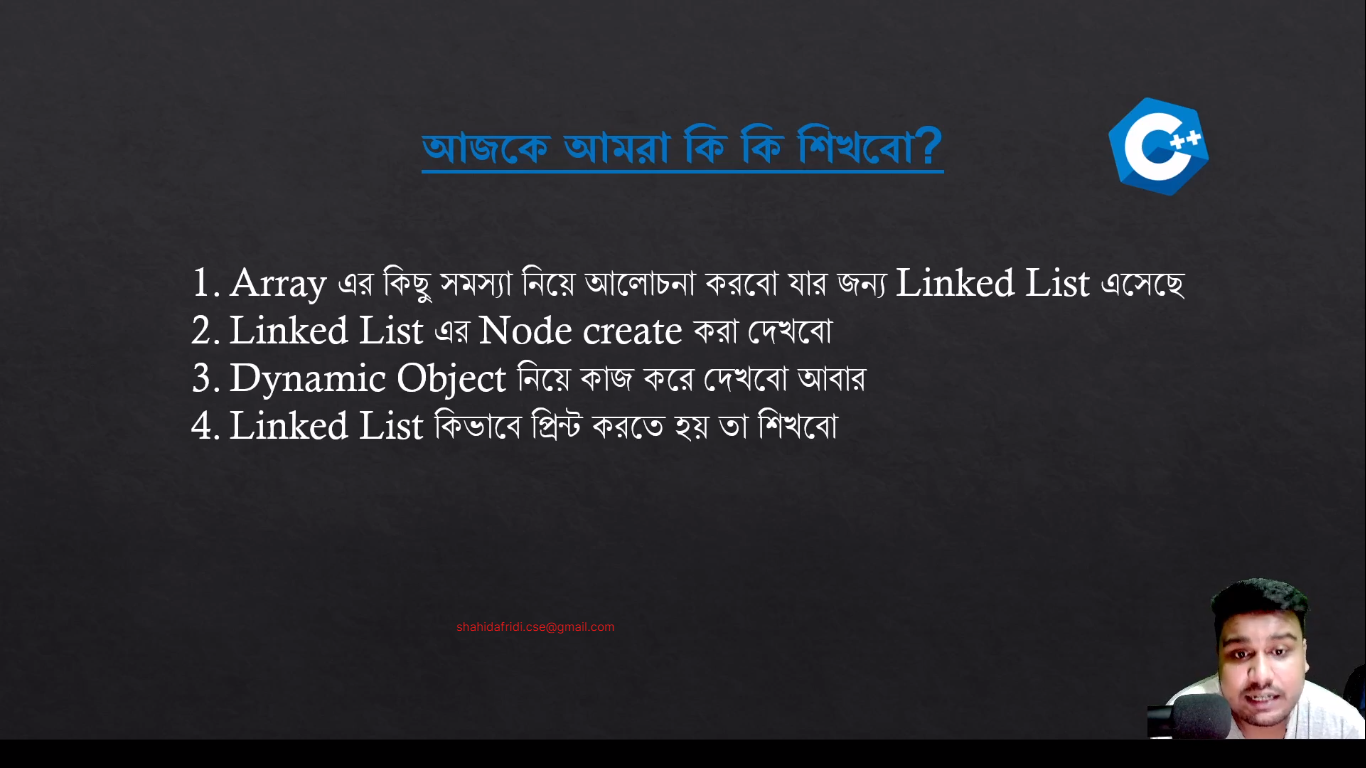 আজকে আমরা কি কি শিখবো?
C++
1. Array এর কিছু সমস্যা নিয়ে আলোচনা করবো যার জন্য Linked List এসেছে
2. Linked List এর Node create করা দেখবো
3. Dynamic Object নিয়ে কাজ করে দেখবো আবার
4. Linked List কিভাবে প্রিন্ট করতে হয় তা শিখবো
shahidafridi.cse@gmail.com